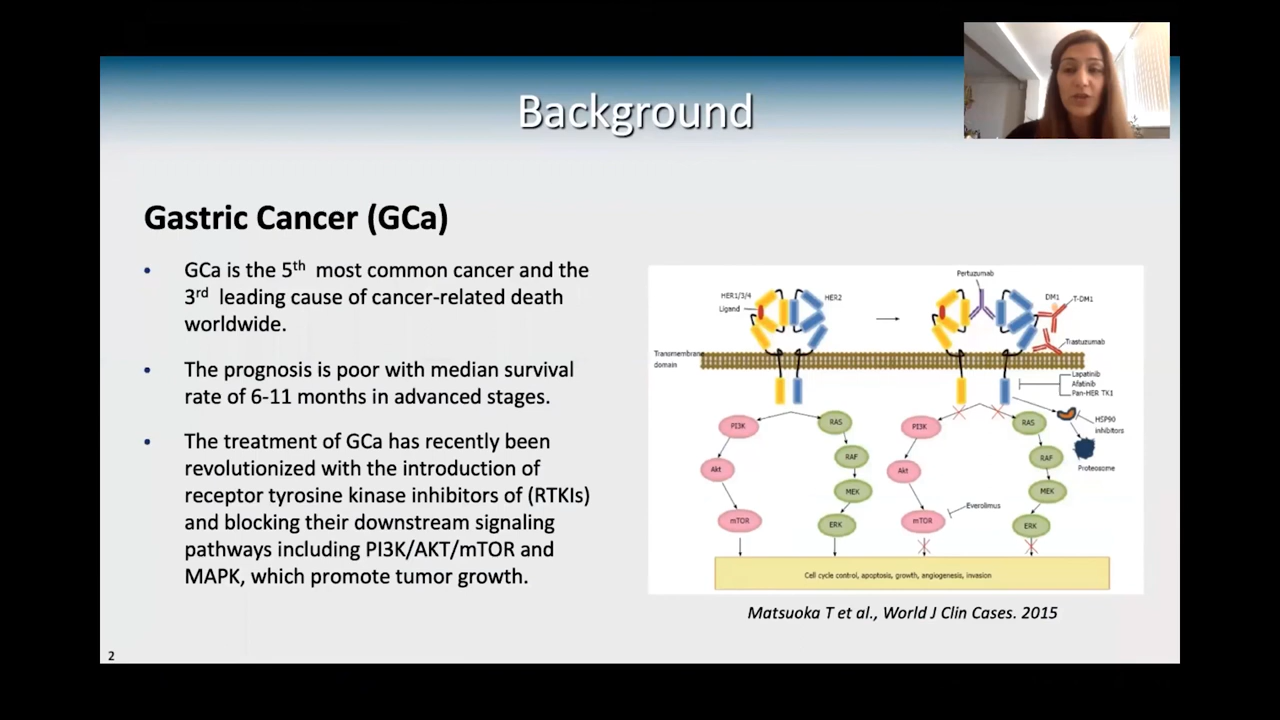 Background
Gastric Cancer (GCa)
• GCa is the 5th most common cancer and the
3rd leading cause of cancer-related death
worldwide.
• The prognosis is poor with median survival
rate of 6-11 months in advanced stages.
• The treatment of GCa has recently been
revolutionized with the introduction of
receptor tyrosine kinase inhibitors of (RTKIs)
and blocking their downstream signaling
pathways including PI3K/AKT/mTOR and
MAPK, which promote tumor growth.
HER1/3/4
Ligand
HER2
Transmembrane
domain
PI3K
Akt
mTOR
RAS
RAF
MEK
ERK
Pertuzumab
DM1
T-DM1
Trastuzumab
Lapatinib
Afatinib
Pan-HER TK1
HSP90
inhibitors
Proteosome
PI3K
Akt
mTOR
Everolimus
RAS
RAF
MEK
ERK
Cell cycle control, apoptosis, growth, angiogenesis, invasion
Matsuoka T et al., World J Clin Cases. 2015
2